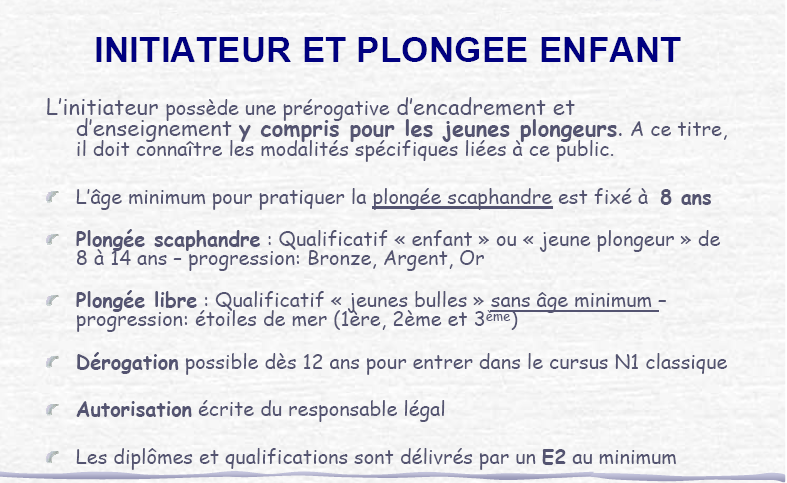 INITIATEUR ET PLONGEE ENFANT
L'initiateur possède une prérogative d'encadrement et
d'enseignement y compris pour les jeunes plongeurs. A ce titre,
il doit connaître les modalités spécifiques liées à ce public.
L'âge minimum pour pratiquer la plongée scaphandre est fixé à 8 ans
Plongée scaphandre : Qualificatif « enfant » ou « jeune plongeur » de
8 à 14 ans – progression: Bronze, Argent, Or
Plongée libre : Qualificatif « jeunes bulles » sans âge minimum –
progression: étoiles de mer (1ère, 2ème et 3ème)
Dérogation possible dès 12 ans pour entrer dans le cursus N1 classique
Autorisation écrite du responsable légal
Les diplômes et qualifications sont délivrés par un E2 au minimum